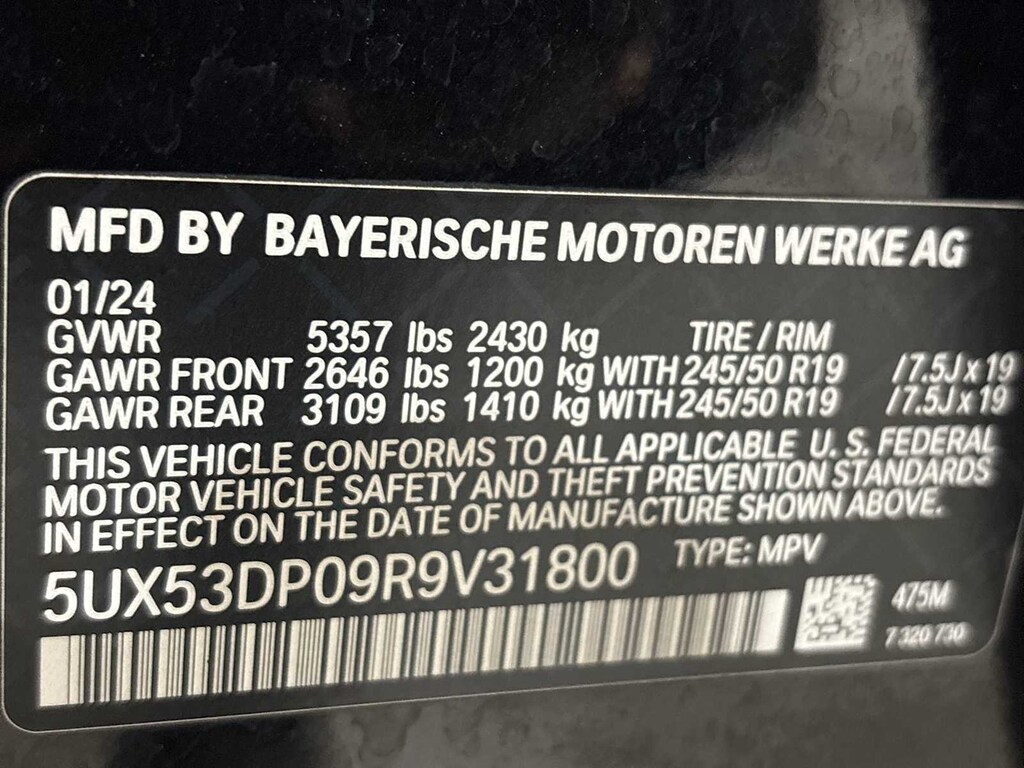 MFD BY BAYERISCHE MOTOREN WERKE AG
01/24
GVWR 5357 lbs 2430 kg TIRE / RIM
GAWR FRONT 2646 lbs 1200 kg WITH 245/50 R19 /7.5J x 19
GAWR REAR 3109 lbs 1410 kg WITH 245/50 R19 /7.5J x 19
THIS VEHICLE CONFORMS TO ALL APPLICABLE U. S. FEDERAL
MOTOR VEHICLE SAFETY AND THEFT PREVENTION STANDARDS
IN EFFECT ON THE DATE OF MANUFACTURE SHOWN ABOVE.
5UX53DP09R9V31800 TYPE: MPV
475M
7 320 730